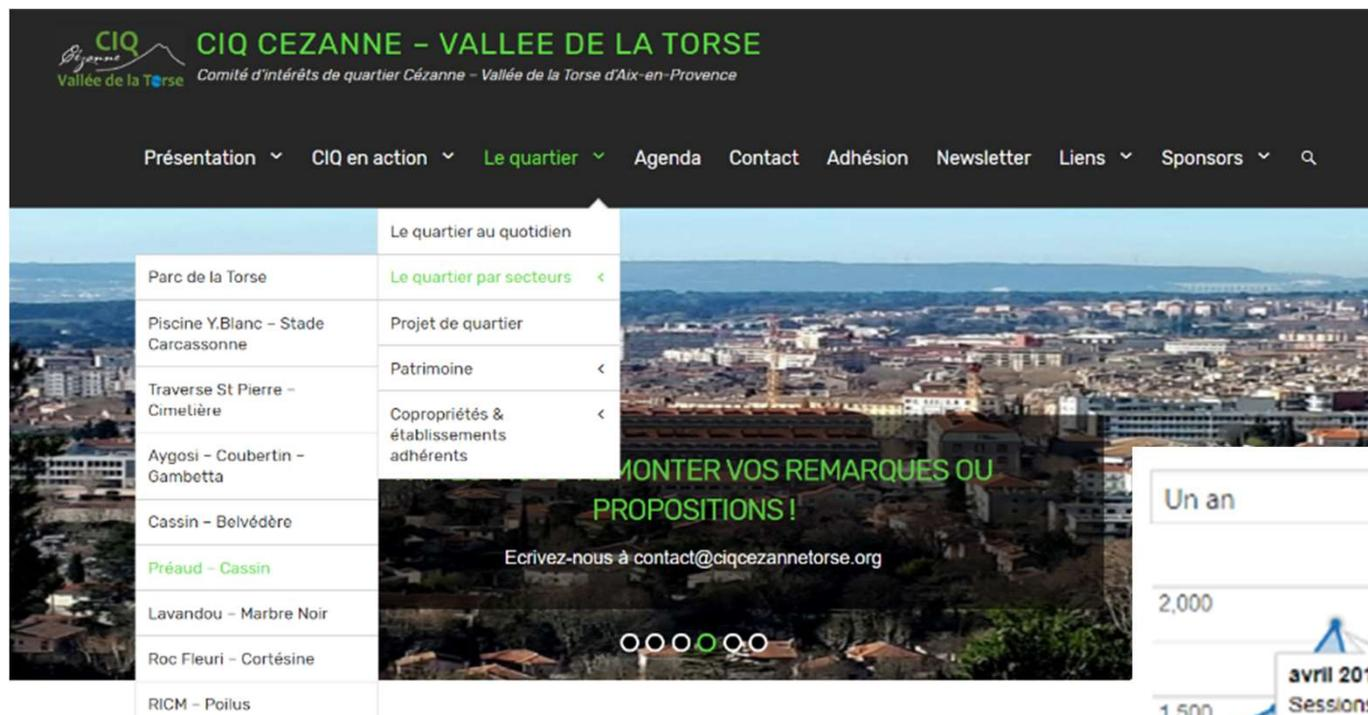 CIQ
Cézanne
Vallée de la Torse
CIQ CEZANNE – VALLEE DE LA TORSE
Comité d'intérêts de quartier Cézanne – Vallée de la Torse d'Aix-en-Provence
Présentation CIQ en action Le quartier Agenda Contact Adhésion Newsletter Liens Sponsors
Le quartier au quotidien
Le quartier par secteurs
Projet de quartier
Patrimoine
Copropriétés &
établissements
adhérents
Parc de la Torse
Piscine Y.Blanc – Stade
Carcassonne
Traverse St Pierre –
Cimetière
Aygosi – Coubertin –
Gambetta
Cassin – Belvédère
Préaud – Cassin
Lavandou – Marbre Noir
Roc Fleuri – Cortésine
RICM – Poilus
MONTER VOS REMARQUES OU
PROPOSITIONS !
Ecrivez-nous à contact@ciqcezannetorse.org
Un an
2,000
avril 201
1,500
Sessions